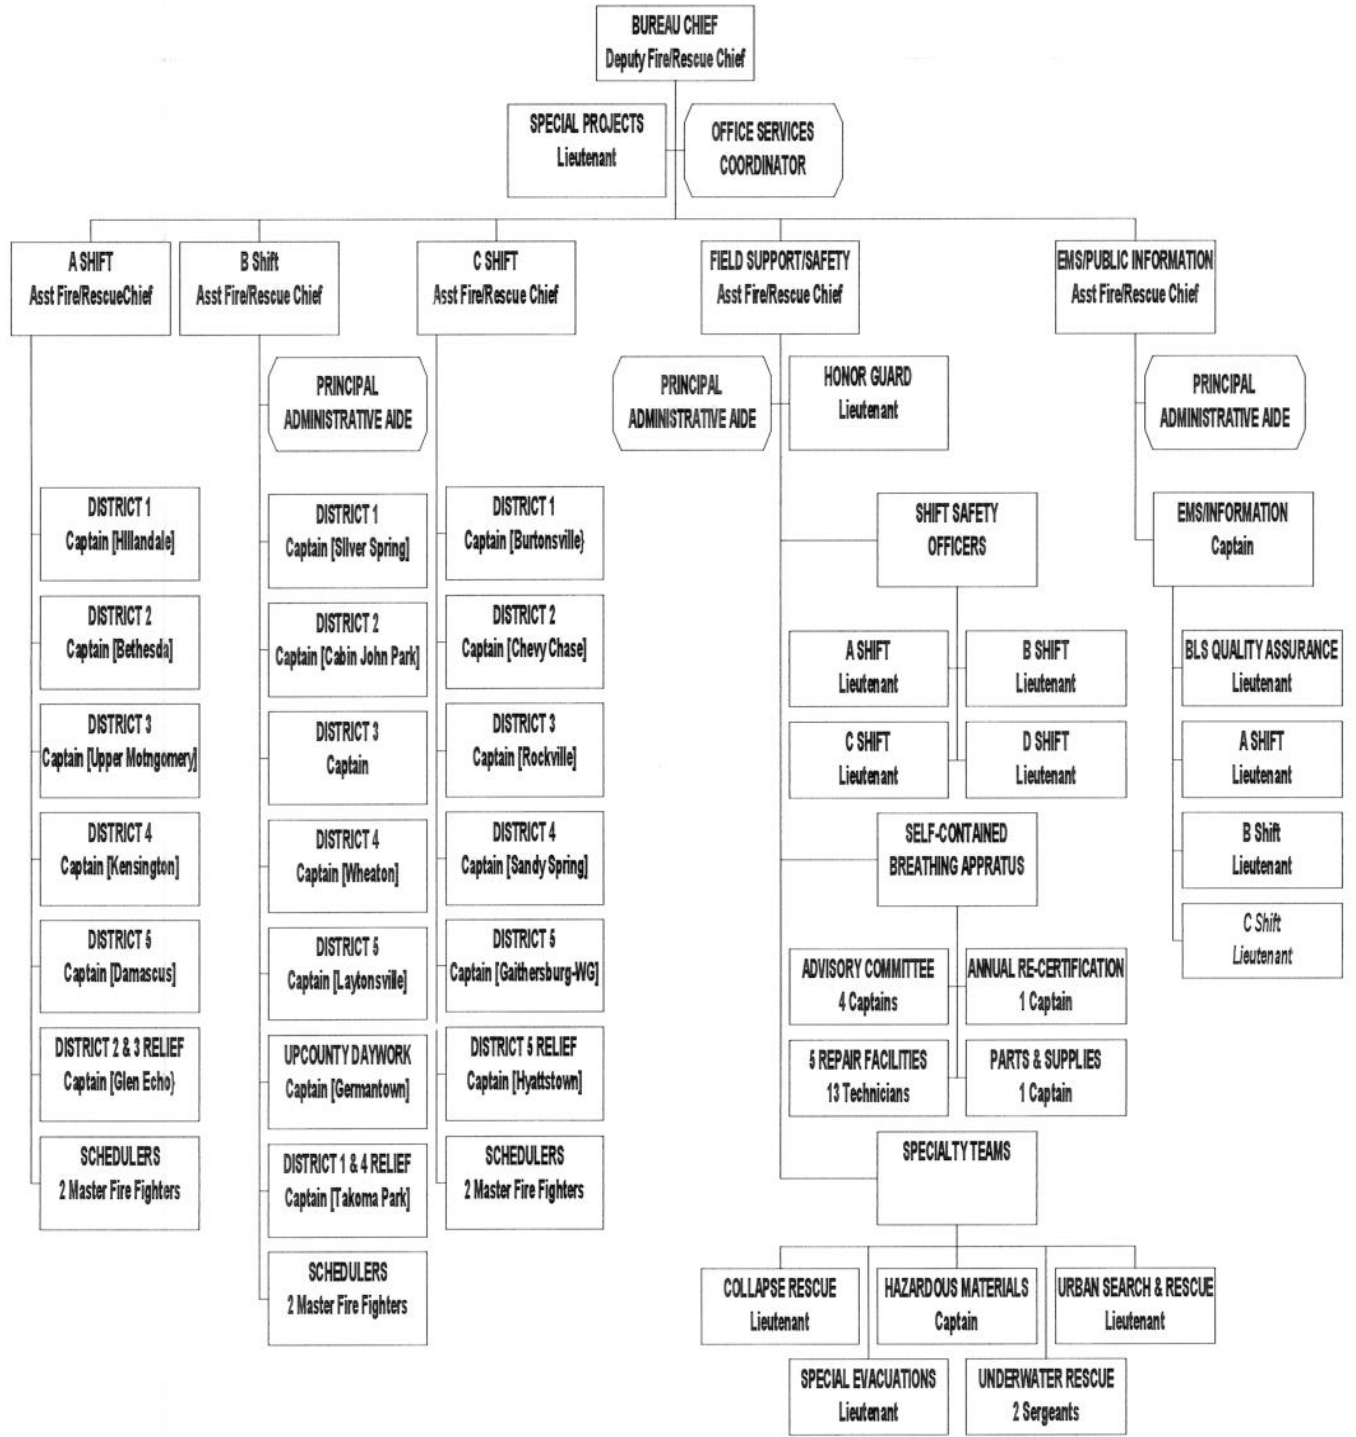 BUREAU CHIEF
Deputy Fire/Rescue Chief
SPECIAL PROJECTS
Lieutenant
OFFICE SERVICES
COORDINATOR
A SHIFT
Asst Fire/RescueChief
B Shift
Asst Fire/Rescue Chief
C SHIFT
Asst Fire/Rescue Chief
FIELD SUPPORT/SAFETY
Asst Fire/Rescue Chief
EMS/PUBLIC INFORMATION
Asst Fire/Rescue Chief
DISTRICT 1
Captain [Hillandale]
DISTRICT 2
Captain [Bethesda]
DISTRICT 3
Captain [Upper Motngomery]
DISTRICT 4
Captain [Kensington]
DISTRICT 5
Captain [Damascus]
DISTRICT 2 & 3 RELIEF
Captain [Glen Echo}
SCHEDULERS
2 Master Fire Fighters
PRINCIPAL
ADMINISTRATIVE AIDE
DISTRICT 1
Captain [Silver Spring]
DISTRICT 2
Captain [Cabin John Park]
DISTRICT 3
Captain
DISTRICT 4
Captain [Wheaton]
DISTRICT 5
Captain [Laytonsville]
UPCOUNTY DAYWORK
Captain [Germantown]
DISTRICT 1 & 4 RELIEF
Captain [Takoma Park]
SCHEDULERS
2 Master Fire Fighters
DISTRICT 1
Captain [Burtonsville}
DISTRICT 2
Captain [Chevy Chase]
DISTRICT 3
Captain [Rockville]
DISTRICT 4
Captain [Sandy Spring]
DISTRICT 5
Captain [Gaithersburg-WG]
DISTRICT 5 RELIEF
Captain [Hyattstown]
SCHEDULERS
2 Master Fire Fighters
PRINCIPAL
ADMINISTRATIVE AIDE
HONOR GUARD
Lieutenant
SHIFT SAFETY
OFFICERS
A SHIFT
Lieutenant
B SHIFT
Lieutenant
C SHIFT
Lieutenant
D SHIFT
Lieutenant
SELF-CONTAINED
BREATHING APPRATUS
ADVISORY COMMITTEE
4 Captains
ANNUAL RE-CERTIFICATION
1 Captain
5 REPAIR FACILITIES
13 Technicians
PARTS & SUPPLIES
1 Captain
SPECIALTY TEAMS
COLLAPSE RESCUE
Lieutenant
HAZARDOUS MATERIALS
Captain
URBAN SEARCH & RESCUE
Lieutenant
SPECIAL EVACUATIONS
Lieutenant
UNDERWATER RESCUE
2 Sergeants
PRINCIPAL
ADMINISTRATIVE AIDE
EMS/INFORMATION
Captain
BLS QUALITY ASSURANCE
Lieutenant
A SHIFT
Lieutenant
B Shift
Lieutenant
C Shift
Lieutenant